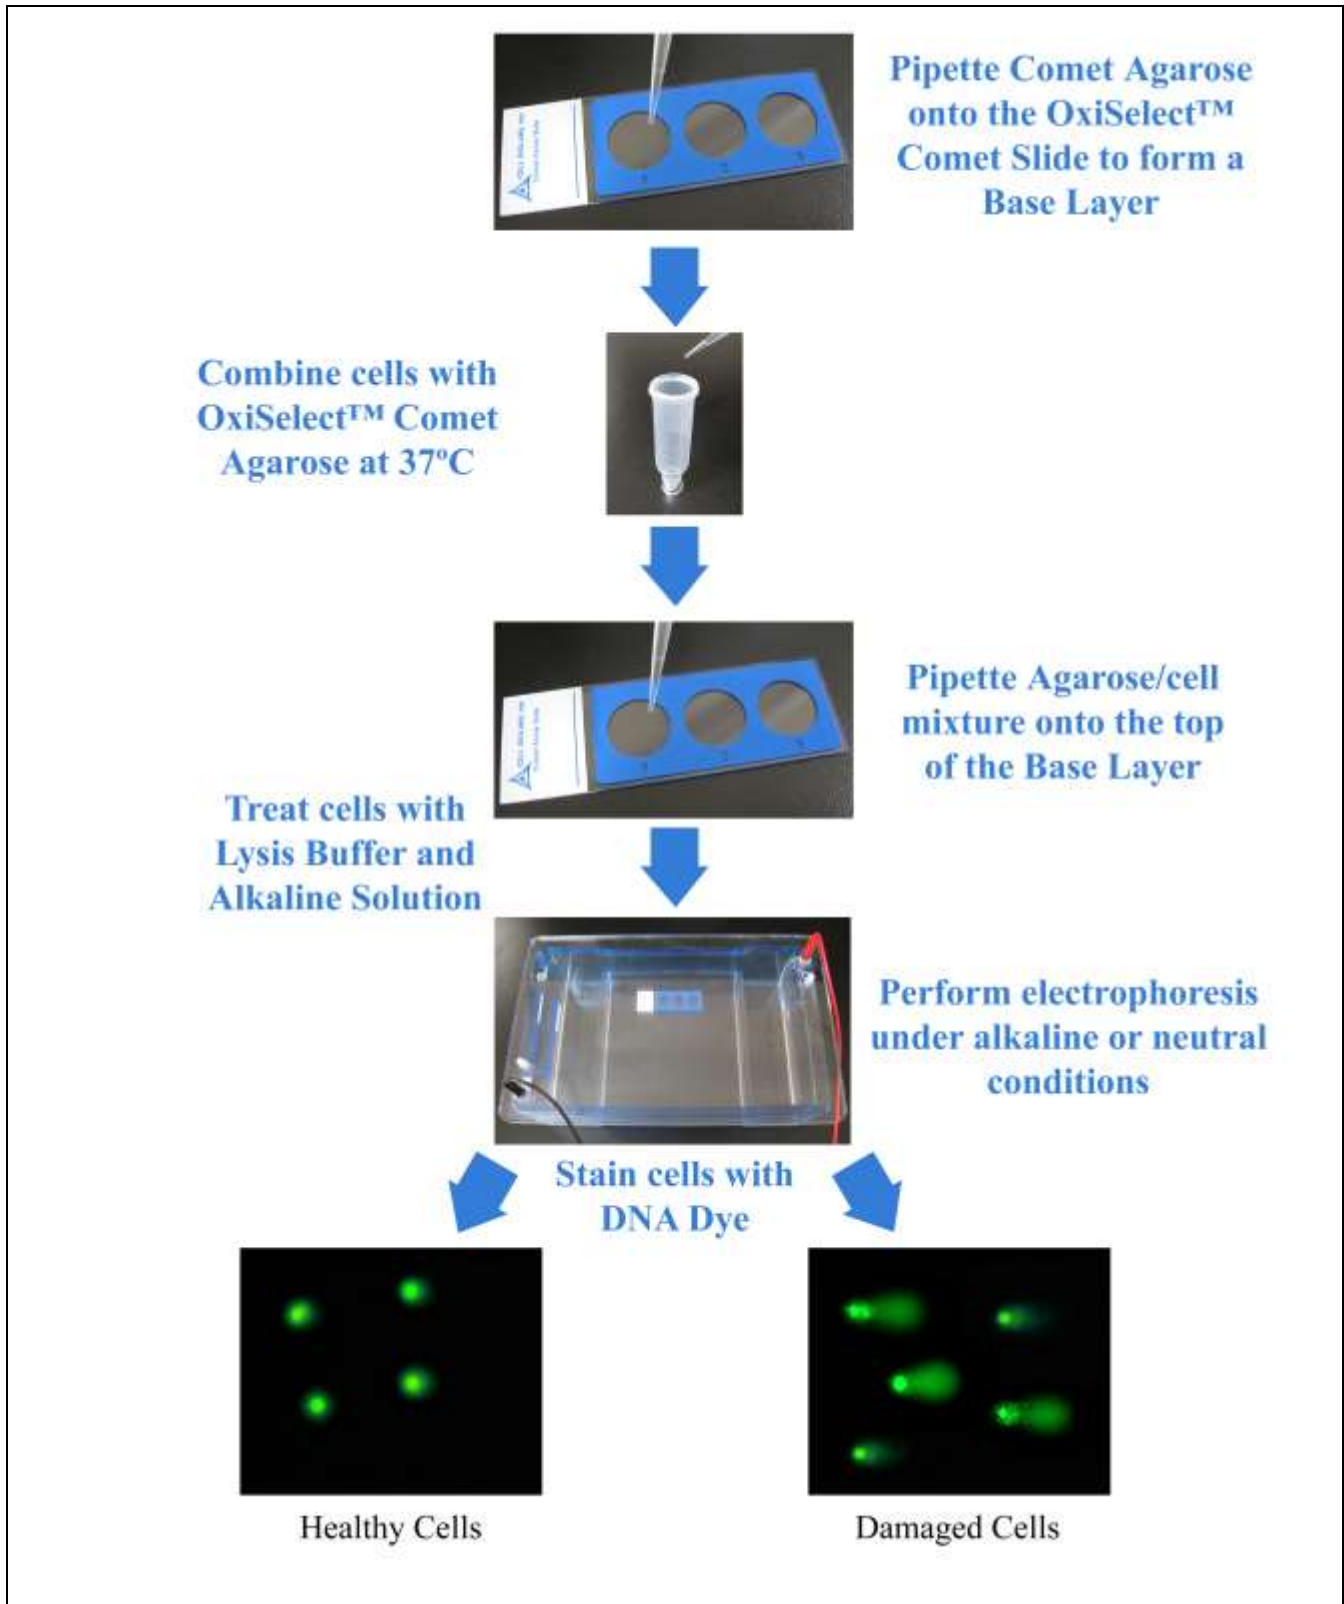 Pipette Comet Agarose
onto the OxiSelect™
Comet Slide to form a
Base Layer
Combine cells with
OxiSelect™ Comet
Agarose at 37ºC
Pipette Agarose/cell
mixture onto the top
of the Base Layer
Treat cells with
Lysis Buffer and
Alkaline Solution
Perform electrophoresis
under alkaline or neutral
conditions
Stain cells with
DNA Dye
Healthy Cells
Damaged Cells